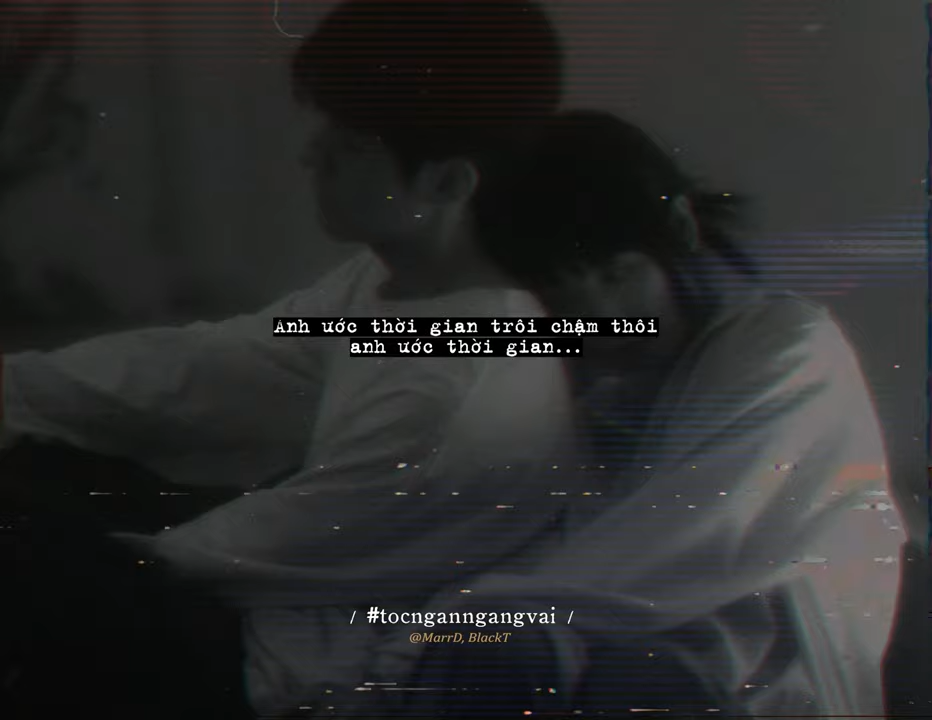 Anh ước thời gian trôi chậm thôi
anh ước thời gian...
/ #tocnganngangvai /
@MarrD, BlackT